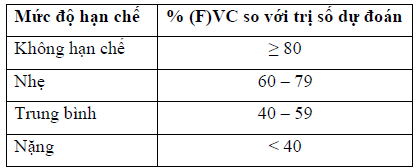 Mức độ hạn chế % (F)VC so với trị số dự đoán
Không hạn chế ≥ 80
Nhẹ 60 – 79
Trung bình 40 – 59
Nặng < 40